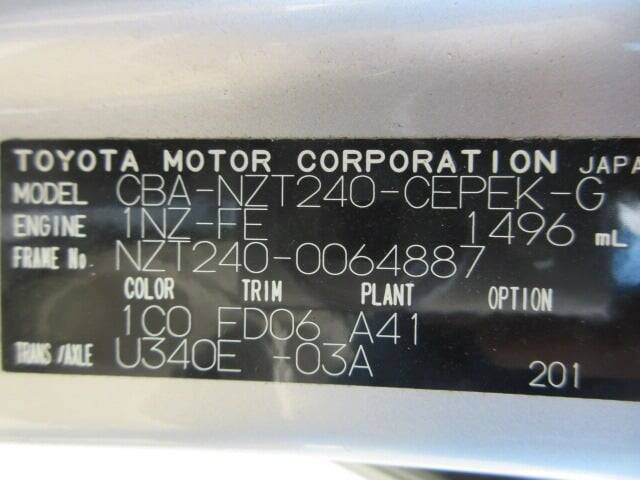 TOYOTA MOTOR CORPORATION JAPA
MODEL CBA-NZT240-CEPEK-G
ENGINE 1NZ-FE 1496 mL
FRAME No. NZT240-0064887
COLOR TRIM PLANT OPTION
1C0 FD06 A41
TRANS/AXLE U340E -03A 201